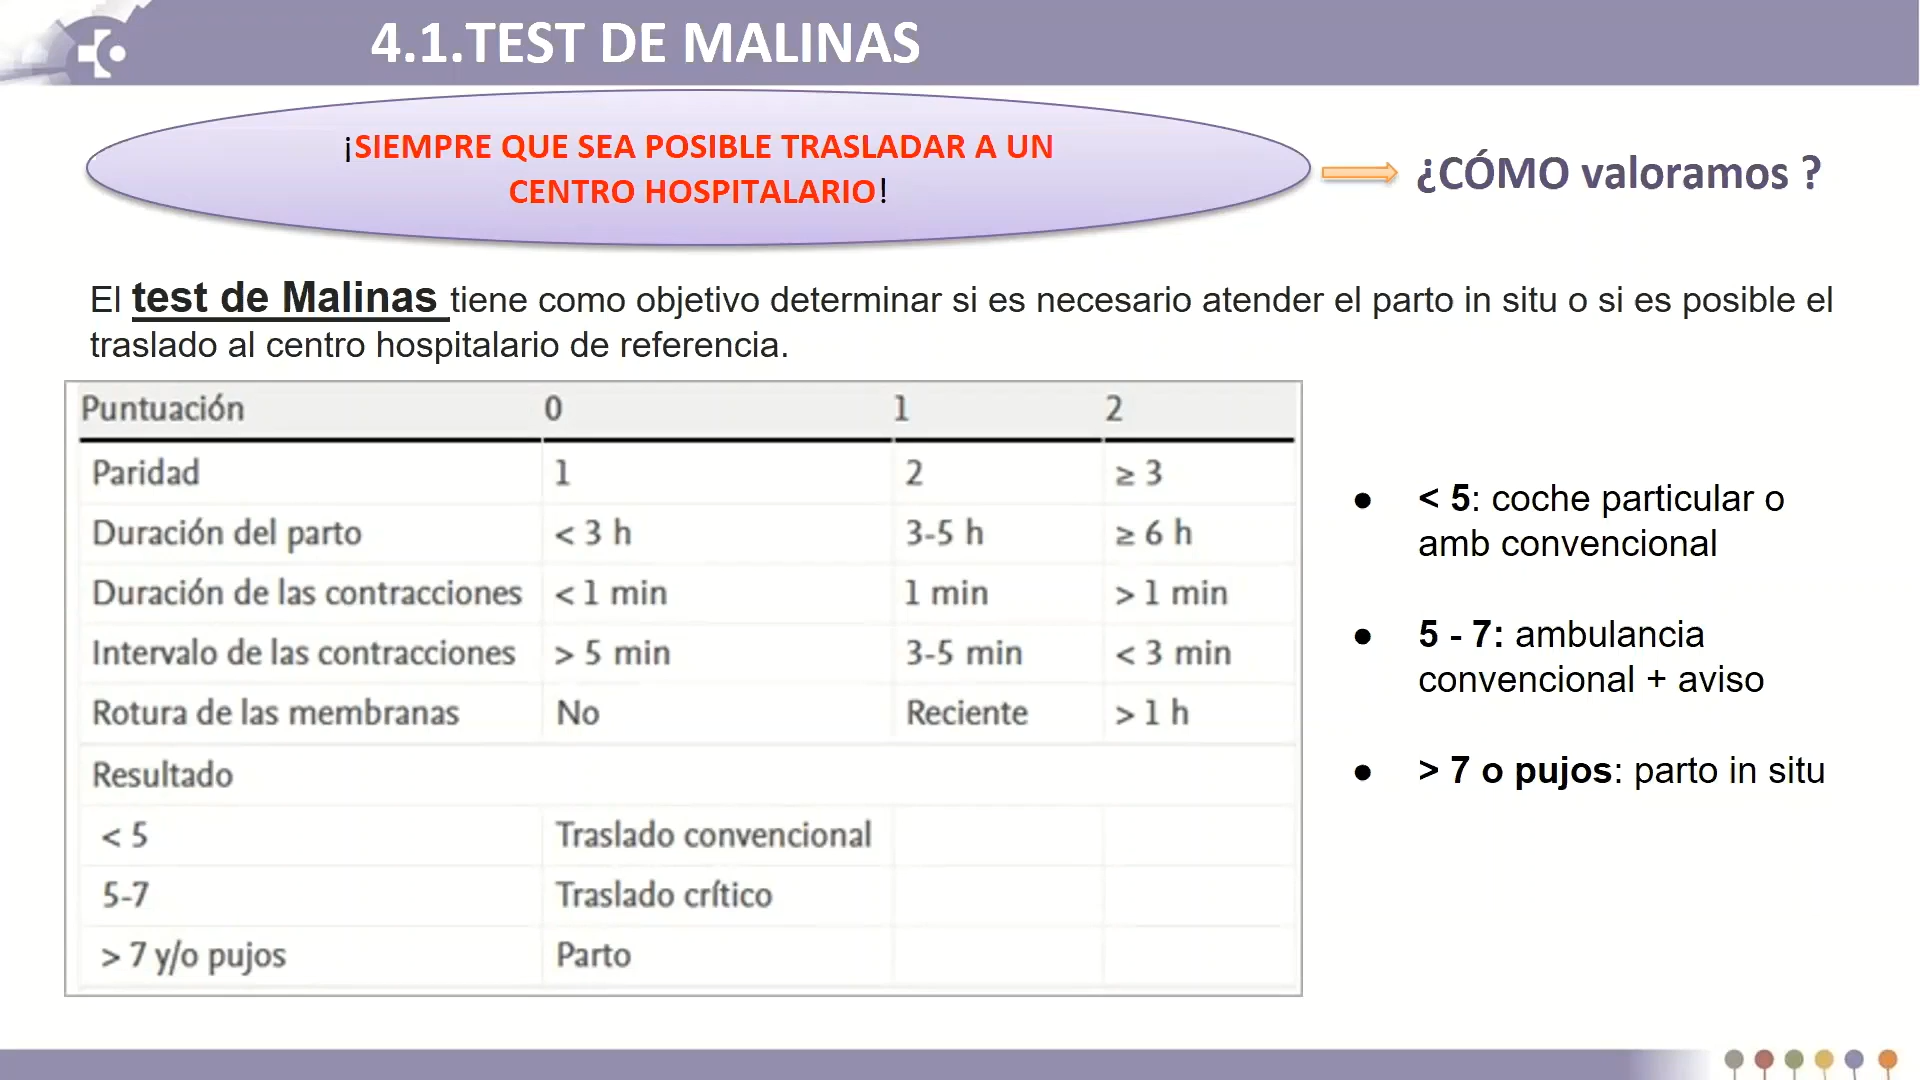 4.1.TEST DE MALINAS
¡SIEMPRE QUE SEA POSIBLE TRASLADAR A UN
CENTRO HOSPITALARIO!
¿CÓMO valoramos ?
El test de Malinas tiene como objetivo determinar si es necesario atender el parto in situ o si es posible el
traslado al centro hospitalario de referencia.
Puntuación 0 1 2
Paridad 1 2 ≥ 3
Duración del parto < 3 h 3-5 h ≥ 6 h
Duración de las contracciones < 1 min 1 min > 1 min
Intervalo de las contracciones > 5 min 3-5 min < 3 min
Rotura de las membranas No Reciente > 1 h
Resultado
< 5 Traslado convencional
5-7 Traslado crítico
> 7 y/o pujos Parto
● < 5: coche particular o
amb convencional
● 5 - 7: ambulancia
convencional + aviso
● > 7 o pujos: parto in situ